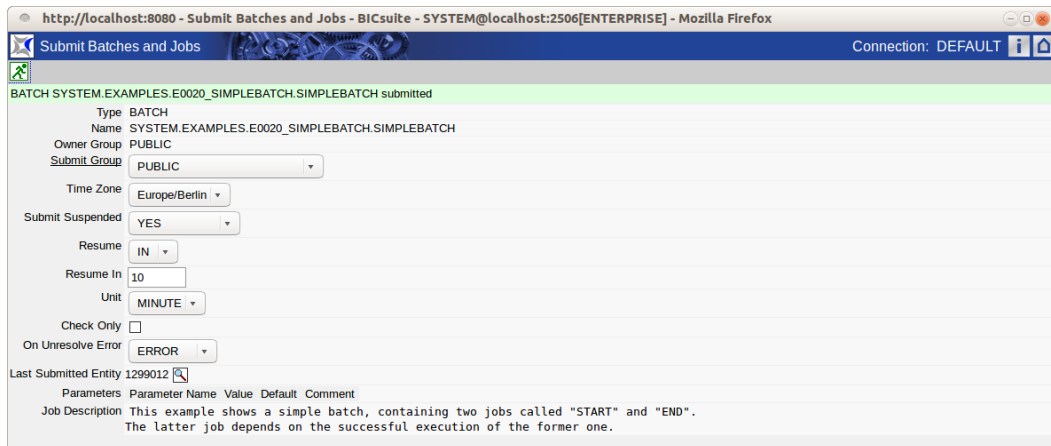 http://localhost:8080 - Submit Batches and Jobs - BICsuite - SYSTEM@localhost:2506[ENTERPRISE] - Mozilla Firefox
Submit Batches and Jobs Connection: DEFAULT
BATCH SYSTEM.EXAMPLES.E0020_SIMPLEBATCH.SIMPLEBATCH submitted
Type BATCH
Name SYSTEM.EXAMPLES.E0020_SIMPLEBATCH.SIMPLEBATCH
Owner Group PUBLIC
Submit Group PUBLIC
Time Zone Europe/Berlin
Submit Suspended YES
Resume IN
Resume In 10
Unit MINUTE
Check Only
On Unresolve Error ERROR
Last Submitted Entity 1299012
Parameters Parameter Name Value Default Comment
Job Description This example shows a simple batch, containing two jobs called "START" and "END".
The latter job depends on the successful execution of the former one.